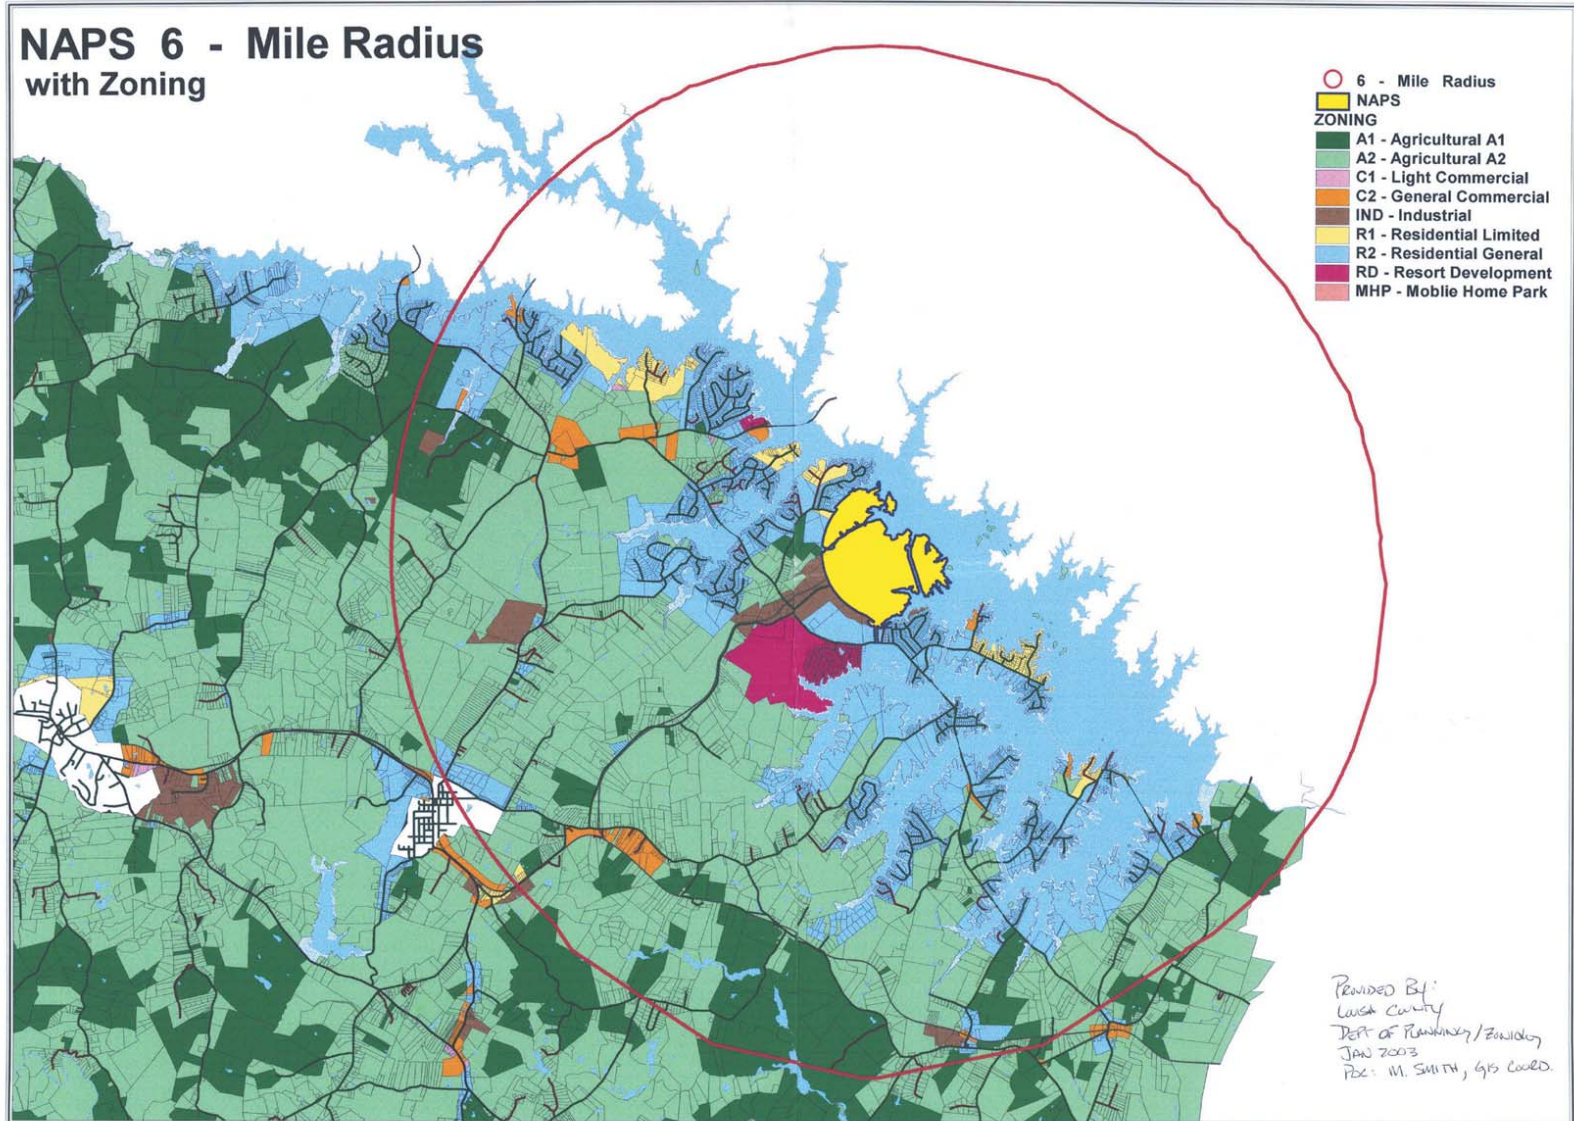 NAPS 6 - Mile Radius
with Zoning
6 - Mile Radius
NAPS
ZONING
A1 - Agricultural A1
A2 - Agricultural A2
C1 - Light Commercial
C2 - General Commercial
IND - Industrial
R1 - Residential Limited
R2 - Residential General
RD - Resort Development
MHP - Moblie Home Park
PROVIDED BY:
LOUISA COUNTY
DEPT OF PLANNING/ZONING
JAN 2003
POC: M. SMITH, GIS COORD.